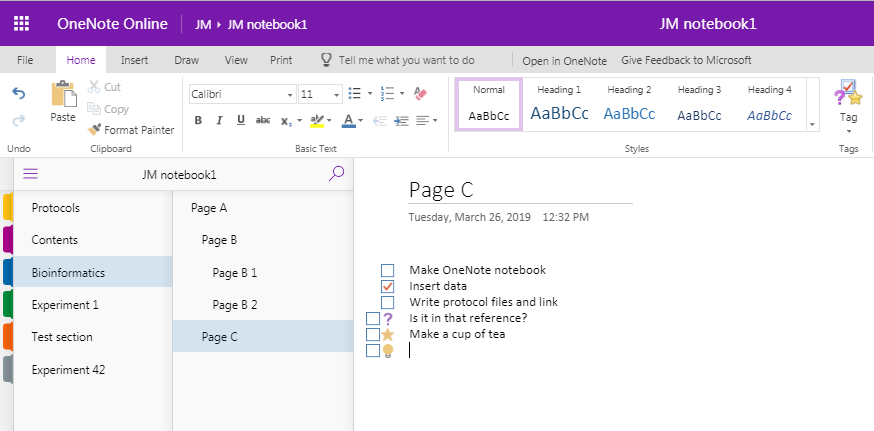 OneNote Online JM ▸ JM notebook1 JM notebook1
File Home Insert Draw View Print Tell me what you want to do Open in OneNote Give Feedback to Microsoft
Paste
Cut
Copy
Format Painter
Calibri 11
B I U abc x₂ A
Normal Heading 1 Heading 2 Heading 3 Heading 4
AaBbCc AaBbCc AaBbCc AaBbCc AaBbCc
Tag
Undo Clipboard Basic Text Styles Tags
JM notebook1
Protocols
Contents
Bioinformatics
Experiment 1
Test section
Experiment 42
Page A
Page B
Page B 1
Page B 2
Page C
Page C
Tuesday, March 26, 2019 12:32 PM
Make OneNote notebook
Insert data
Write protocol files and link
? Is it in that reference?
Make a cup of tea